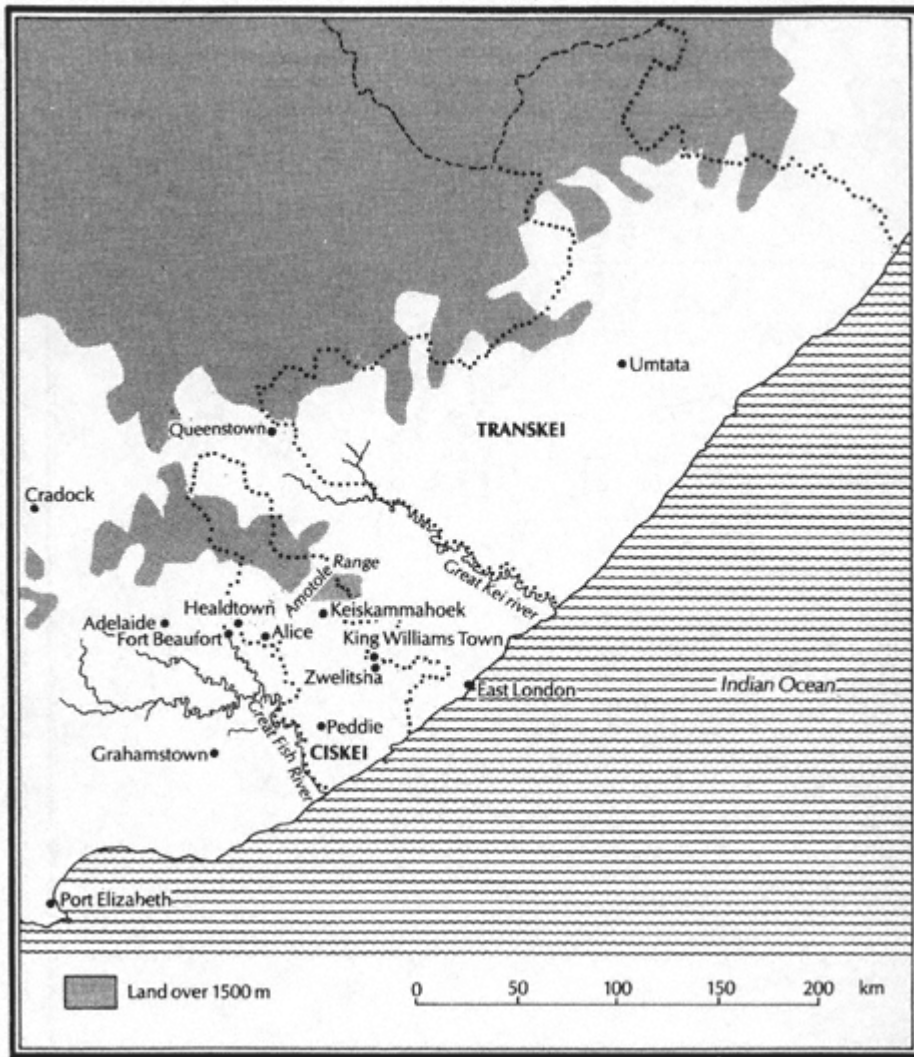 Umtata
TRANSKEI
Queenstown
Cradock
Amotole Range
Great Kei river
Healdtown
Keiskammahoek
Adelaide
Fort Beaufort
Alice
King Williams Town
Zwelitsha
East London
Indian Ocean
Great Fish River
Peddie
Grahamstown
CISKEI
Port Elizaheth
Land over 1500 m
0 50 100 150 200 km